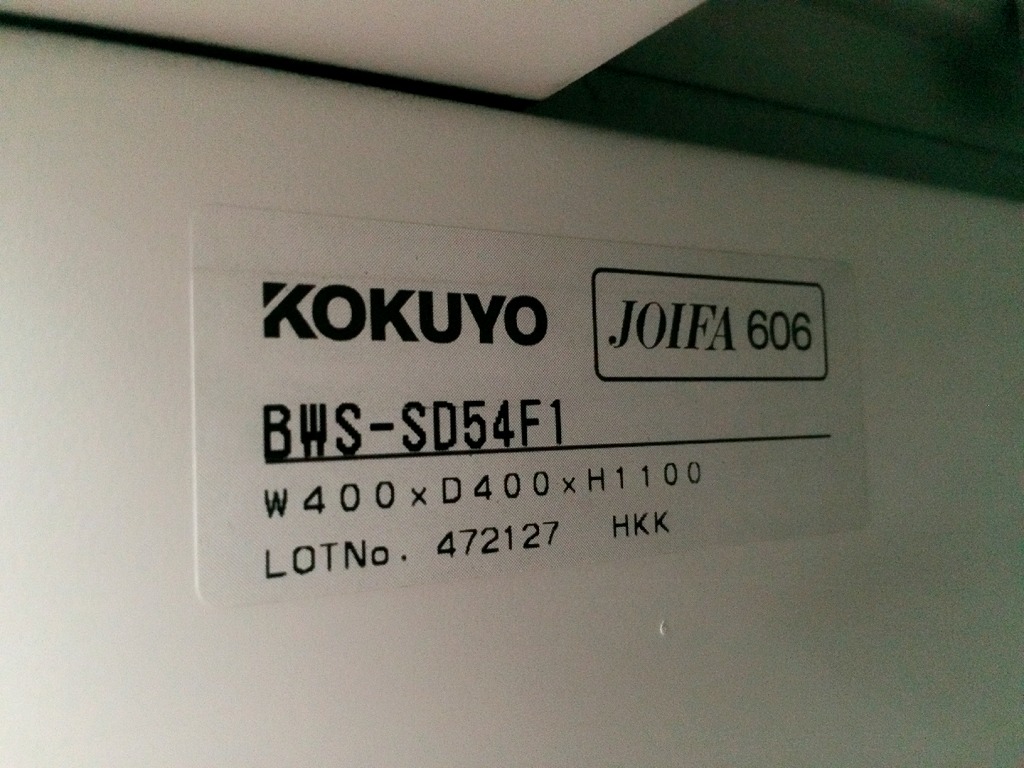 KOKUYO JOIFA 606
BWS-SD54F1
W400×D400×H1100
LOTNo. 472127 HKK